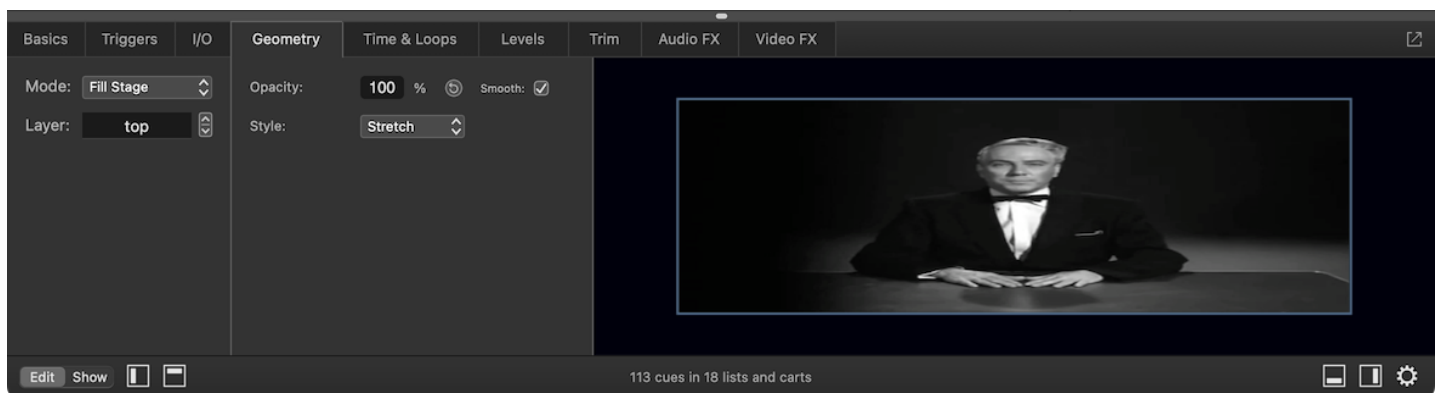 Basics Triggers I/O Geometry Time & Loops Levels Trim Audio FX Video FX
Mode: Fill Stage Opacity: 100 % Smooth:
Layer: top Style: Stretch
Edit Show 113 cues in 18 lists and carts